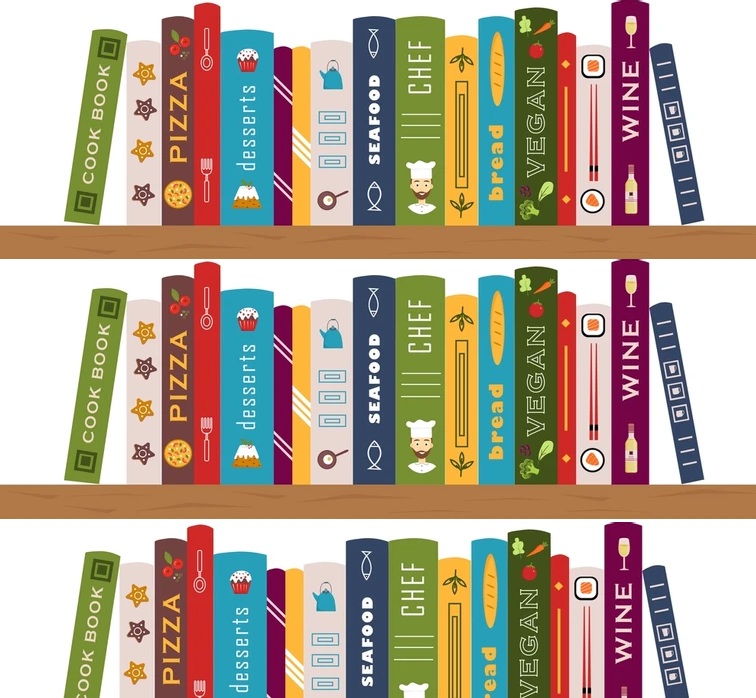 COOK BOOK
PIZZA
desserts
SEAFOOD
CHEF
bread
VEGAN
WINE
COOK BOOK
PIZZA
desserts
SEAFOOD
CHEF
bread
VEGAN
WINE
COOK BOOK
PIZZA
desserts
SEAFOOD
CHEF
ead
VEGAN
WINE